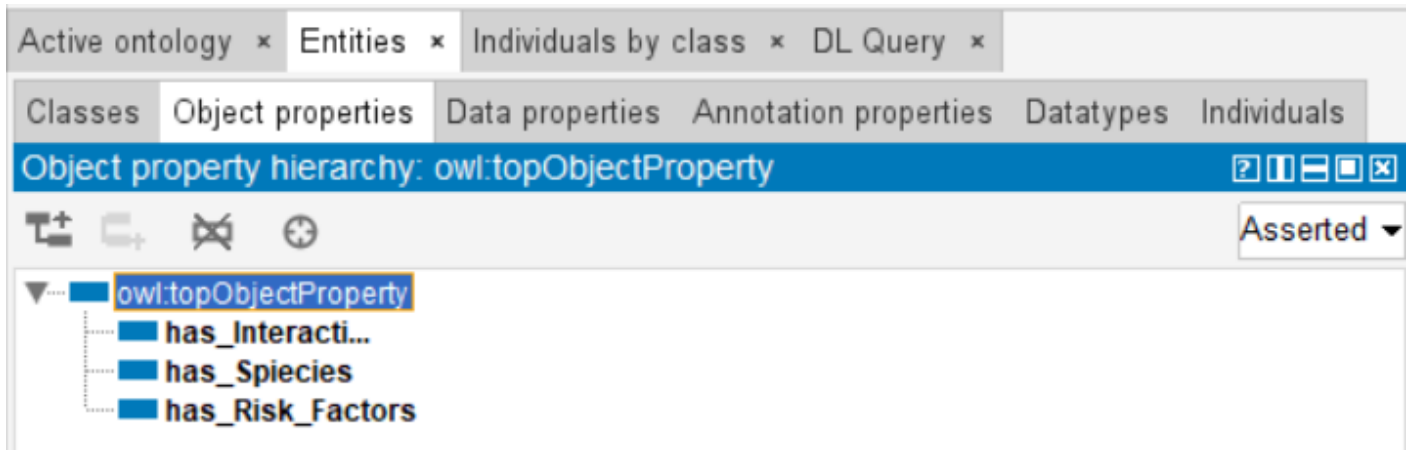 Active ontology × Entities × Individuals by class × DL Query ×
Classes Object properties Data properties Annotation properties Datatypes Individuals
Object property hierarchy: owl:topObjectProperty
Asserted
owl:topObjectProperty
has_Interacti...
has_Spiecies
has_Risk_Factors